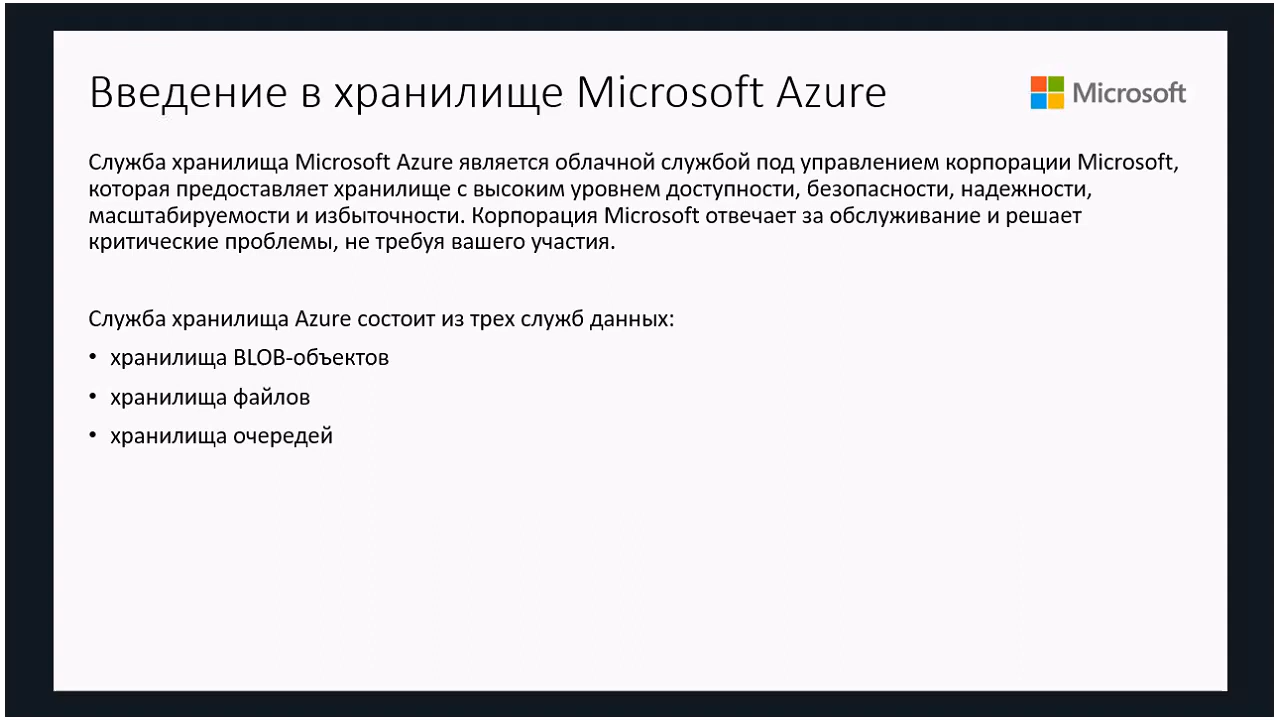 Введение в хранилище Microsoft Azure
Microsoft
Служба хранилища Microsoft Azure является облачной службой под управлением корпорации Microsoft,
которая предоставляет хранилище с высоким уровнем доступности, безопасности, надежности,
масштабируемости и избыточности. Корпорация Microsoft отвечает за обслуживание и решает
критические проблемы, не требуя вашего участия.
Служба хранилища Azure состоит из трех служб данных:
• хранилища BLOB-объектов
• хранилища файлов
• хранилища очередей